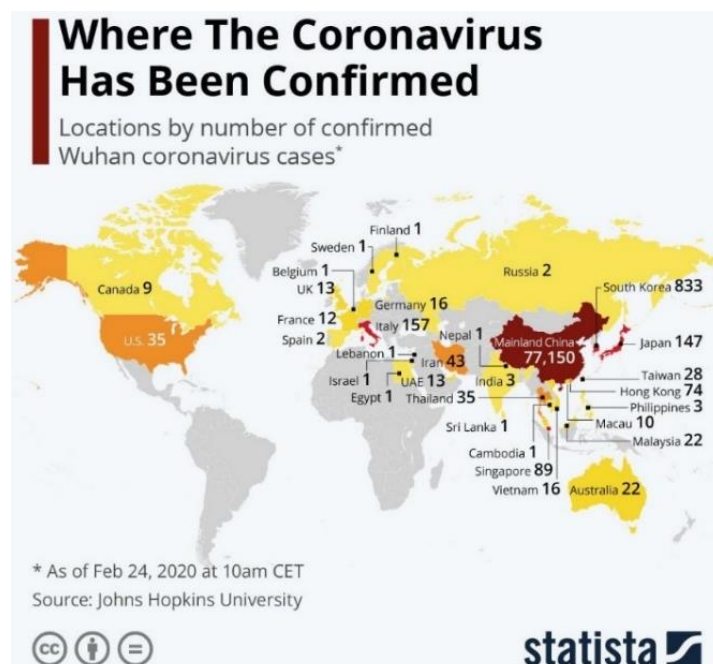 Where The Coronavirus
Has Been Confirmed
Locations by number of confirmed
Wuhan coronavirus cases*
Finland 1
Sweden 1
Belgium 1
Russia 2
Canada 9
UK 13
South Korea 833
Germany 16
France 12
Italy 157
Nepal 1
Mainland China
77,150
Japan 147
U.S. 35
Spain 2
Lebanon 1
Iran 43
Taiwan 28
Israel 1
UAE 13
India 3
Hong Kong 74
Egypt 1
Thailand 35
Philippines 3
Macau 10
Sri Lanka 1
Malaysia 22
Cambodia 1
Singapore 89
Vietnam 16
Australia 22
* As of Feb 24, 2020 at 10am CET
Source: Johns Hopkins University
cc
=
statista